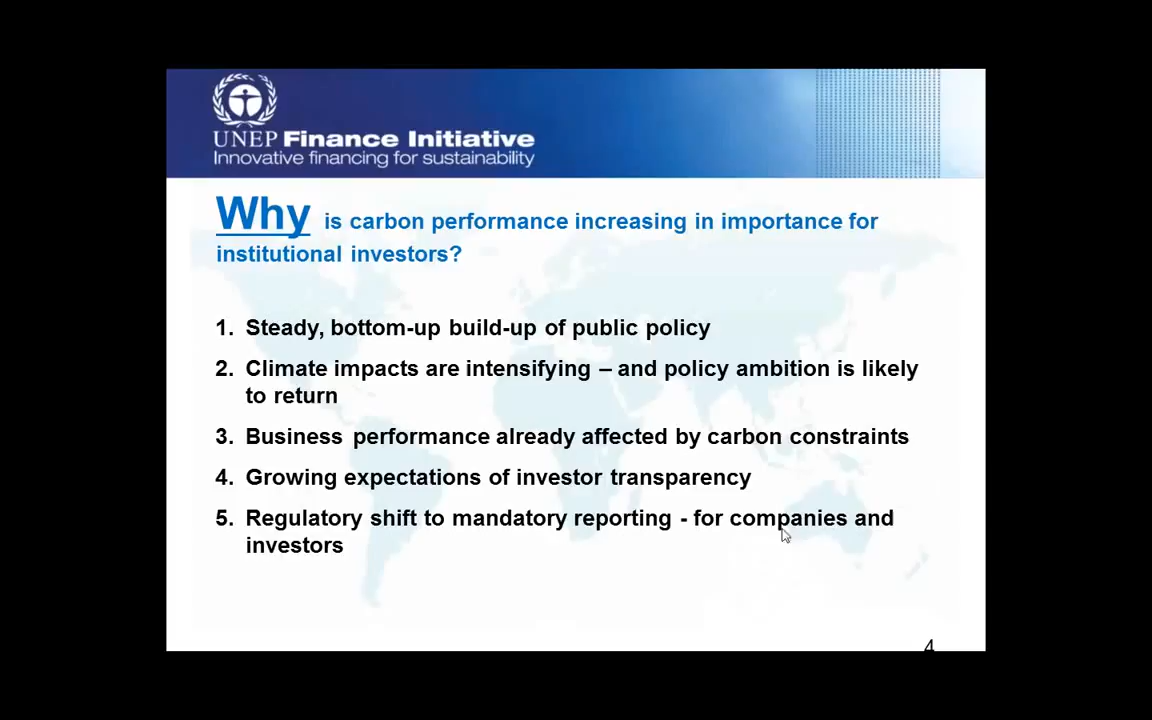 UNEP Finance Initiative
Innovative financing for sustainability
Why is carbon performance increasing in importance for
institutional investors?
1. Steady, bottom-up build-up of public policy
2. Climate impacts are intensifying – and policy ambition is likely
to return
3. Business performance already affected by carbon constraints
4. Growing expectations of investor transparency
5. Regulatory shift to mandatory reporting - for companies and
investors
4